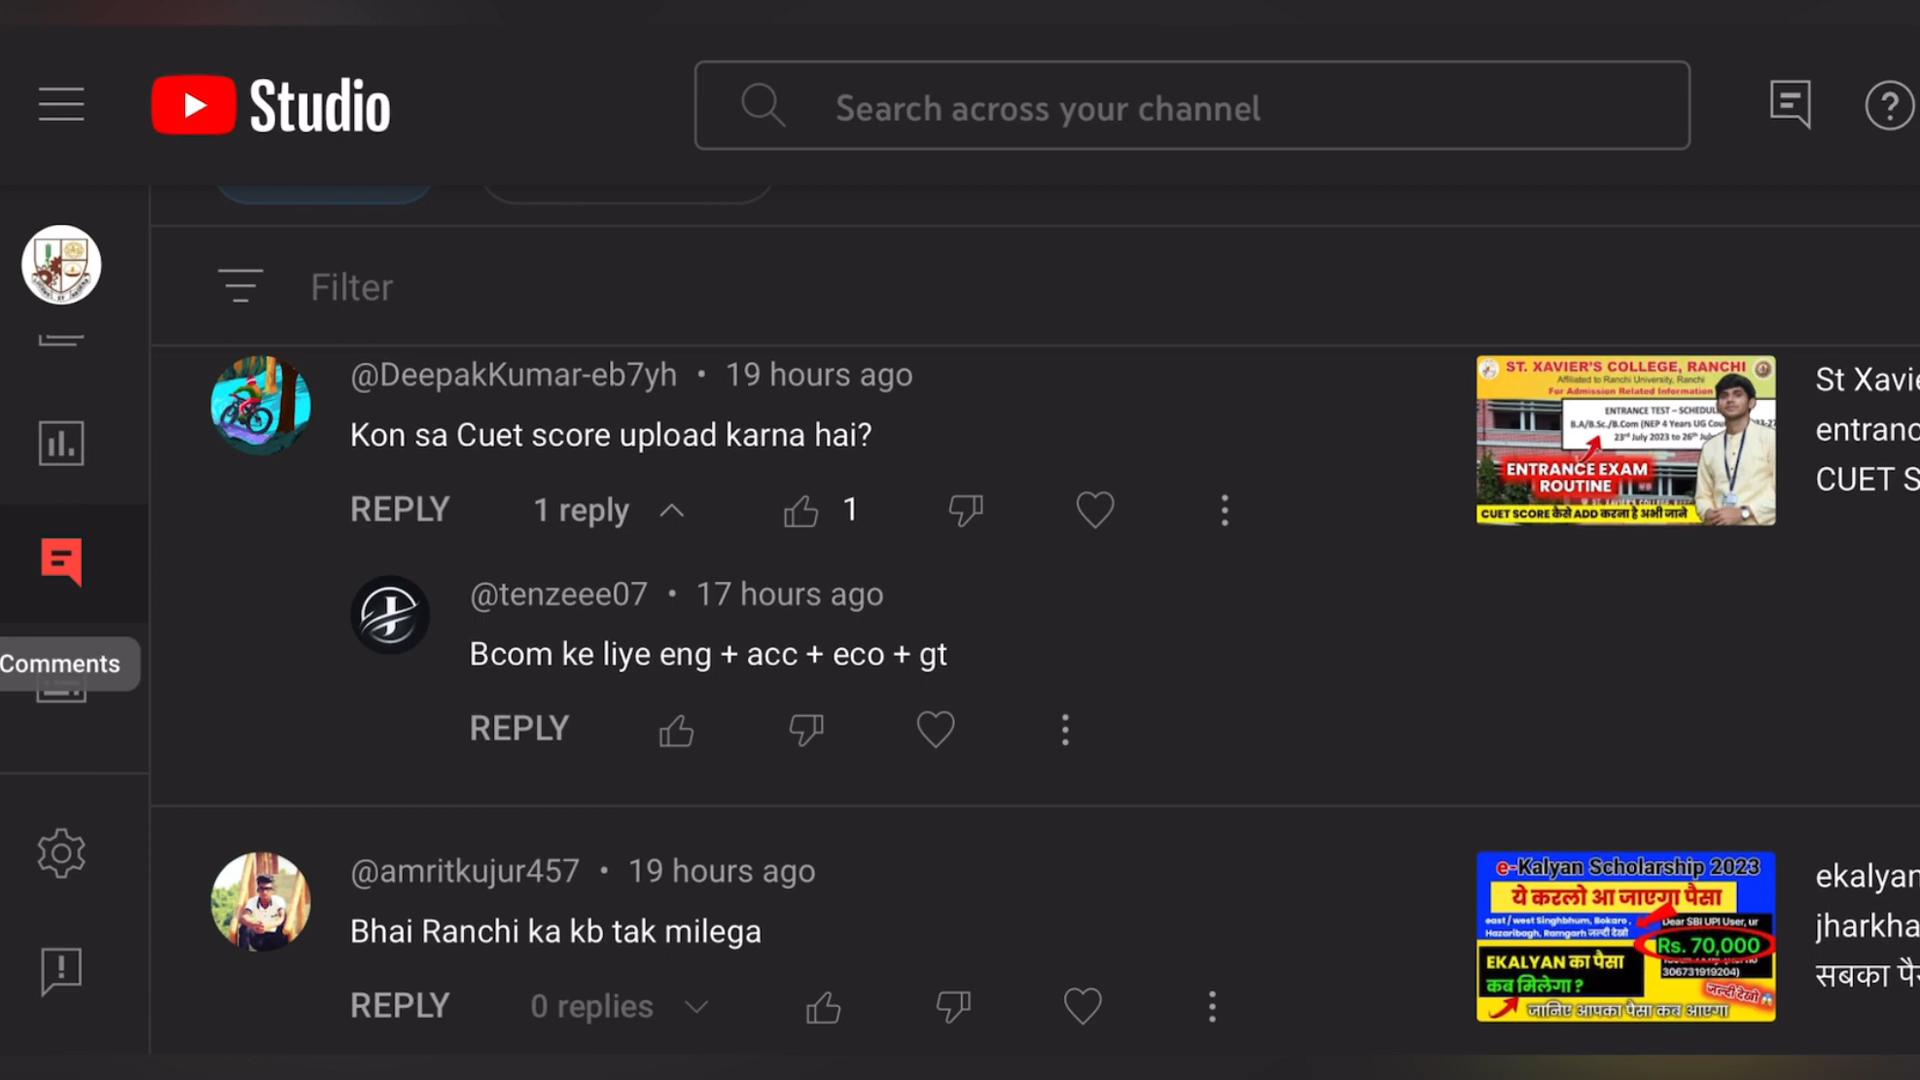 Studio
Search across your channel
Filter
@DeepakKumar-eb7yh • 19 hours ago
Kon sa Cuet score upload karna hai?
REPLY 1 reply 1
ST. XAVIER'S COLLEGE, RANCHI
Affiliated to Ranchi University, Ranchi
For Admission Related Information
ENTRANCE TEST – SCHEDUL
B.A/B.Sc./B.Com (NEP 4 Years UG Cou
23rd July 2023 to 26th Ju
ENTRANCE EXAM
ROUTINE
CUET SCORE कैसे ADD करना है अभी जाने
St Xavie
entranc
CUET S
@tenzeee07 • 17 hours ago
Bcom ke liye eng + acc + eco + gt
REPLY
Comments
@amritkujur457 • 19 hours ago
Bhai Ranchi ka kb tak milega
REPLY 0 replies
e-Kalyan Scholarship 2023
ये करलो आ जाएगा पैसा
east / west Singhbhum, Bokaro,
Hazaribagh, Ramgarh जल्दी देखो
Dear SBI UPI User, ur
Rs. 70,000
306731919204)
EKALYAN का पैसा
कब मिलेगा ?
जल्दी देखो
जानिए आपका पैसा कब आएगा
ekalyan
jharkha
सबका पै